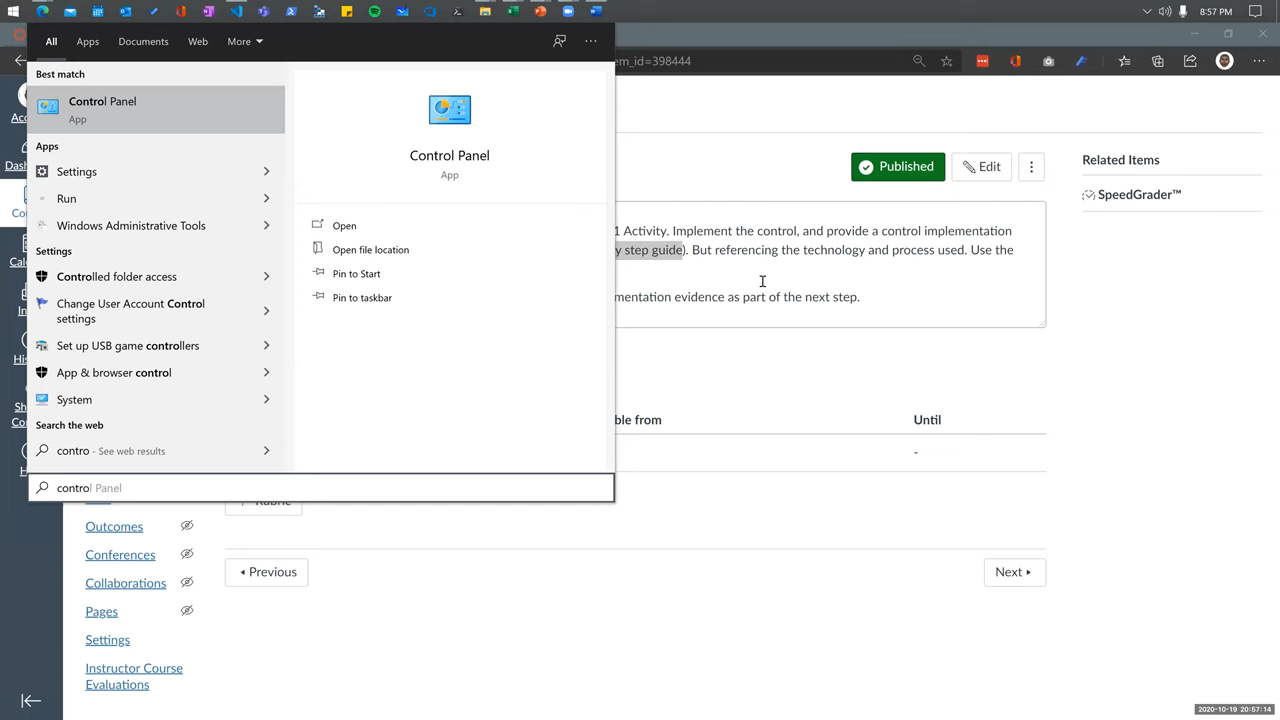 8:57 PM
All Apps Documents Web More
em_id=398444
Best match
Control Panel
App
Apps
Settings
Run
Windows Administrative Tools
Settings
Controlled folder access
Change User Account Control
settings
Set up USB game controllers
App & browser control
System
Search the web
contro - See web results
control Panel
Control Panel
App
Open
Open file location
Pin to Start
Pin to taskbar
Published
Edit
Related Items
SpeedGrader™
1 Activity. Implement the control, and provide a control implementation
y step guide). But referencing the technology and process used. Use the
mentation evidence as part of the next step.
ble from
Until
-
Outcomes
Conferences
Collaborations
Pages
Settings
Instructor Course
Evaluations
Previous
Next
2020-10-19 20:57:14